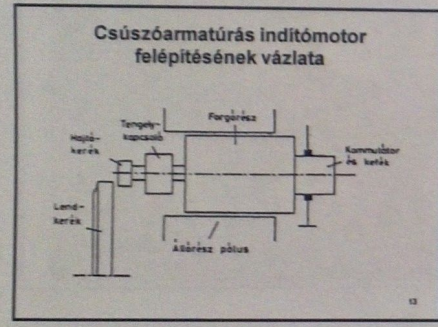 Csúszóarmatúrás indítómotor
felépítésének vázlata
Forgórész
Tengely-
kapcsoló
Hajtó-
kerék
Kommutátor
és kefék
Lend-
kerék
Állórész pólus
13